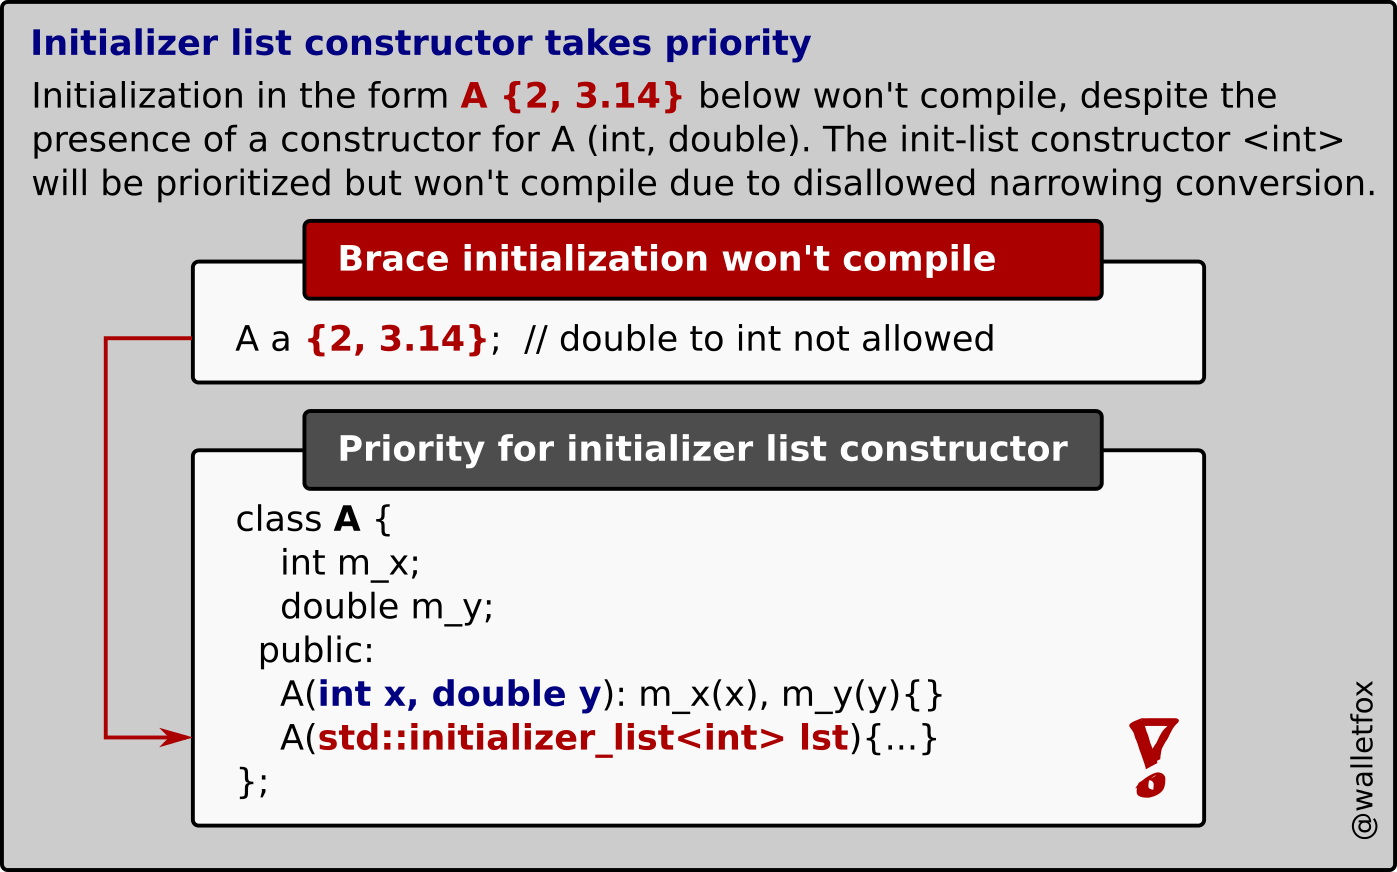 Initializer list constructor takes priority
Initialization in the form A {2, 3.14} below won't compile, despite the
presence of a constructor for A (int, double). The init-list constructor <int>
will be prioritized but won't compile due to disallowed narrowing conversion.
Brace initialization won't compile
A a {2, 3.14};  // double to int not allowed
Priority for initializer list constructor
class A {
int m_x;
double m_y;
public:
A(int x, double y): m_x(x), m_y(y){}
A(std::initializer_list<int> lst){...}
};
!
@walletfox